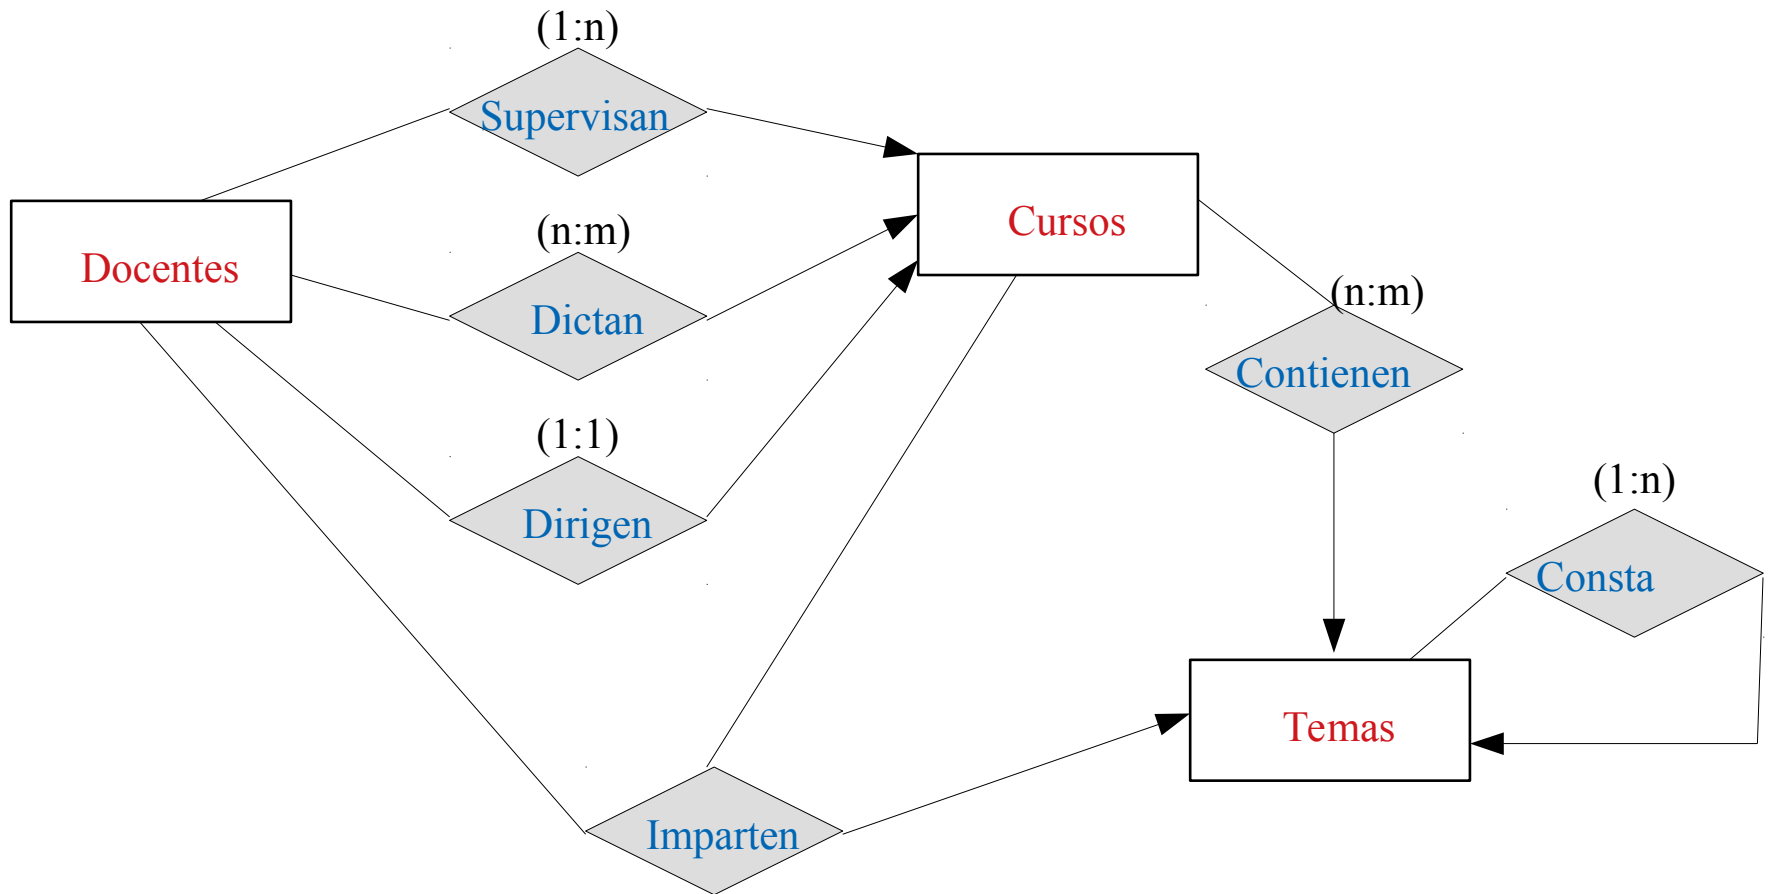 (1:n)
Supervisan
Cursos
(n:m)
Docentes
Dictan
(n:m)
Contienen
(1:1)
Dirigen
(1:n)
Consta
Temas
Imparten